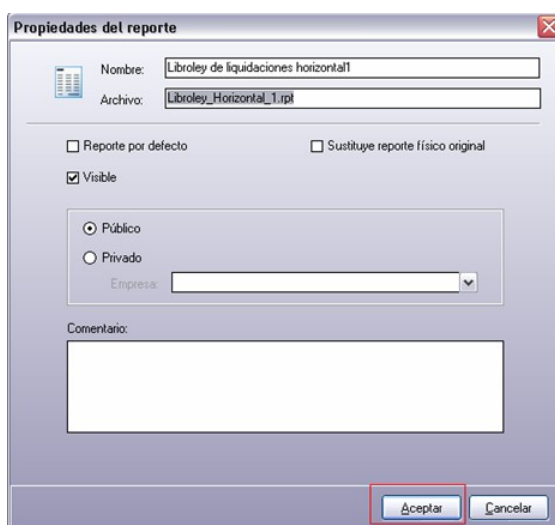 Propiedades del reporte
Nombre: Libroley de liquidaciones horizontal1
Archivo: Libroley_Horizontal_1.rpt
Reporte por defecto Sustituye reporte físico original
Visible
Público
Privado
Empresa:
Comentario:
Aceptar Cancelar